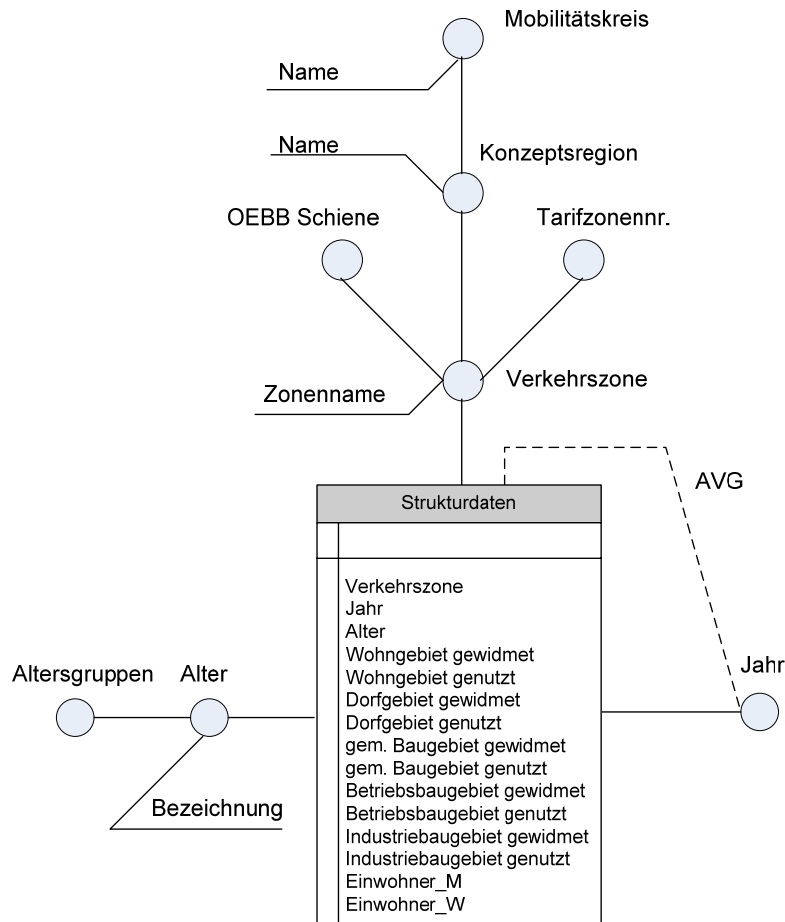 Mobilitätskreis
Name
Name
Konzeptsregion
OEBB Schiene
Tarifzonennr.
Zonenname
Verkehrszone
AVG
Strukturdaten
Verkehrszone
Jahr
Alter
Wohngebiet gewidmet
Wohngebiet genutzt
Dorfgebiet gewidmet
Dorfgebiet genutzt
gem. Baugebiet gewidmet
gem. Baugebiet genutzt
Betriebsbaugebiet gewidmet
Betriebsbaugebiet genutzt
Industriebaugebiet gewidmet
Industriebaugebiet genutzt
Einwohner_M
Einwohner_W
Altersgruppen
Alter
Bezeichnung
Jahr